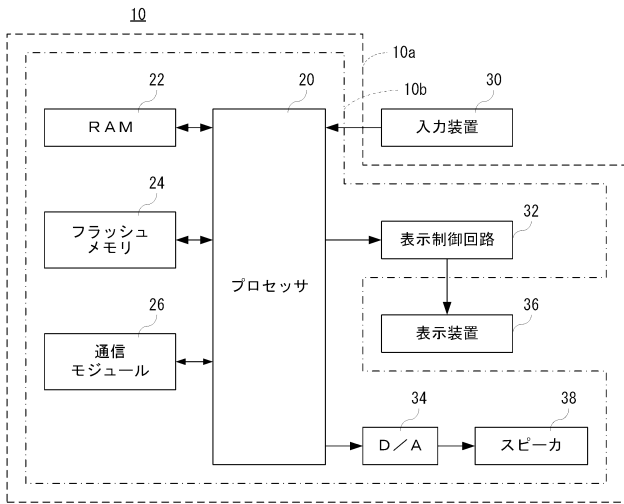 10
10a
10b
22
RAM
20
プロセッサ
30
入力装置
24
フラッシュ
メモリ
32
表示制御回路
26
通信
モジュール
36
表示装置
34
D/A
38
スピーカ